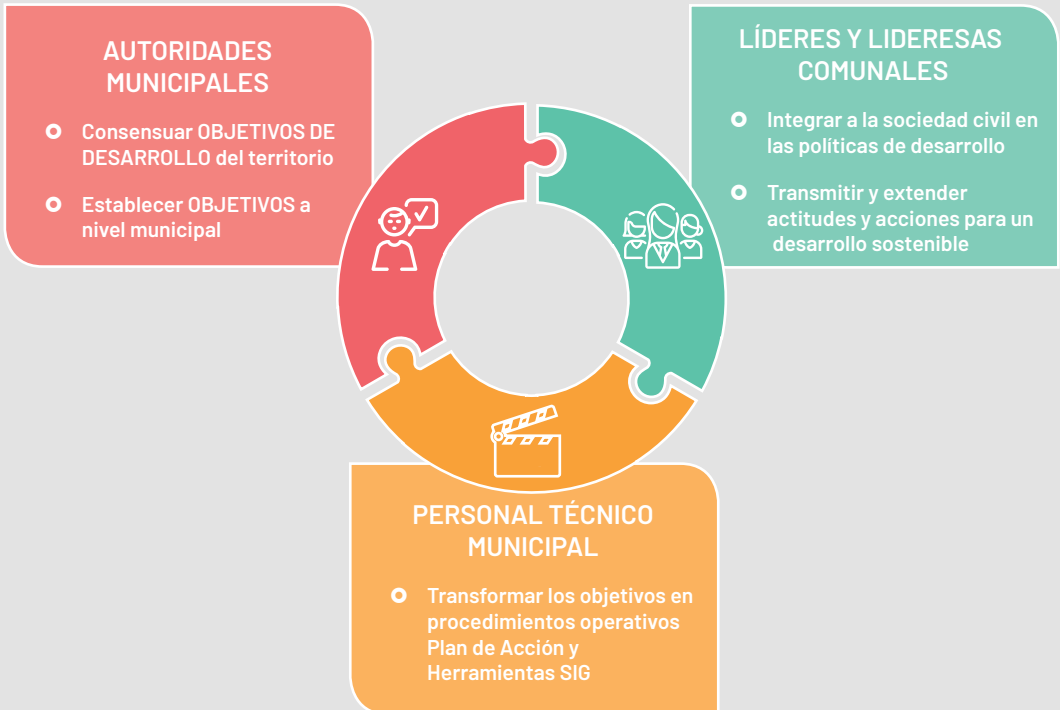 AUTORIDADES
MUNICIPALES
Consensuar OBJETIVOS DE
DESARROLLO del territorio
Establecer OBJETIVOS a
nivel municipal
LÍDERES Y LIDERESAS
COMUNALES
Integrar a la sociedad civil en
las políticas de desarrollo
Transmitir y extender
actitudes y acciones para un
desarrollo sostenible
PERSONAL TÉCNICO
MUNICIPAL
Transformar los objetivos en
procedimientos operativos
Plan de Acción y
Herramientas SIG